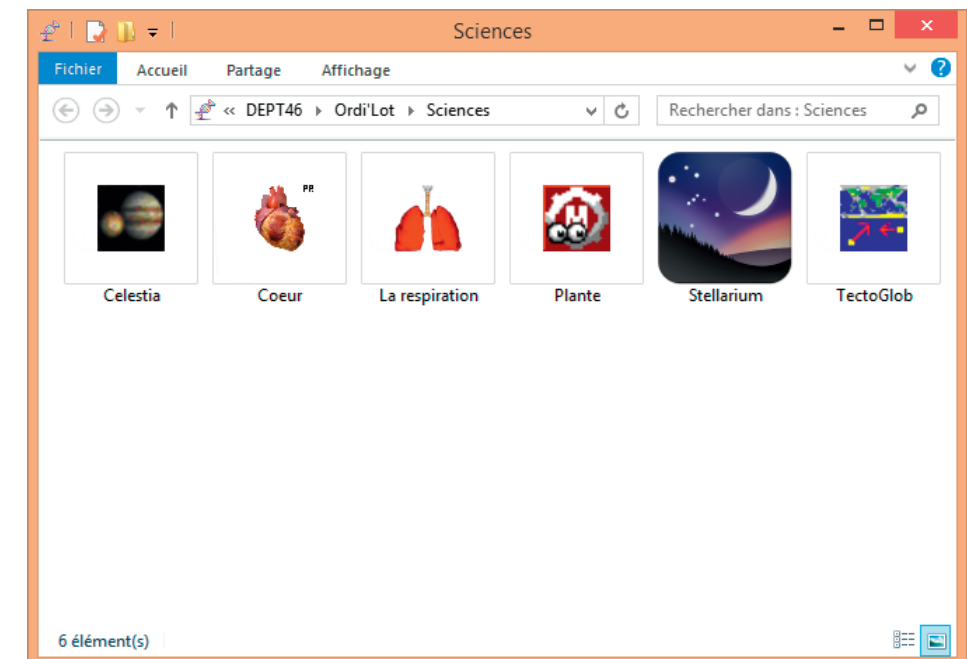 Sciences
Fichier Accueil Partage Affichage
« DEPT46 Ordi'Lot Sciences Rechercher dans : Sciences
PR
Celestia Coeur La respiration Plante Stellarium TectoGlob
6 élément(s)